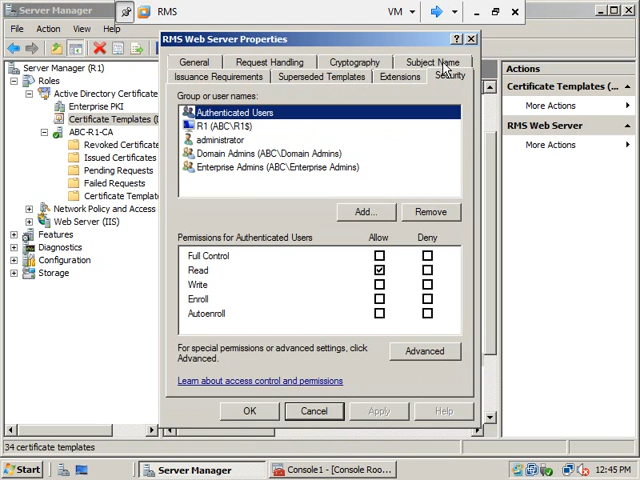 Server Manager
RMS
VM
File Action View Help
RMS Web Server Properties
General Request Handling Cryptography Subject Name
Issuance Requirements Superseded Templates Extensions Security
Group or user names:
Authenticated Users
R1 (ABC\R1$)
administrator
Domain Admins (ABC\Domain Admins)
Enterprise Admins (ABC\Enterprise Admins)
Add... Remove
Permissions for Authenticated Users Allow Deny
Full Control
Read
Write
Enroll
Autoenroll
For special permissions or advanced settings, click
Advanced.
Advanced
Learn about access control and permissions
OK Cancel Apply Help
Server Manager (R1)
Roles
Active Directory Certificate
Enterprise PKI
Certificate Templates (
ABC-R1-CA
Revoked Certificate
Issued Certificates
Pending Requests
Failed Requests
Certificate Templat
Network Policy and Access
Web Server (IIS)
Features
Diagnostics
Configuration
Storage
Actions
Certificate Templates (...
More Actions
RMS Web Server
More Actions
34 certificate templates
Start
Server Manager
Console1 - [Console Roo...
12:45 PM